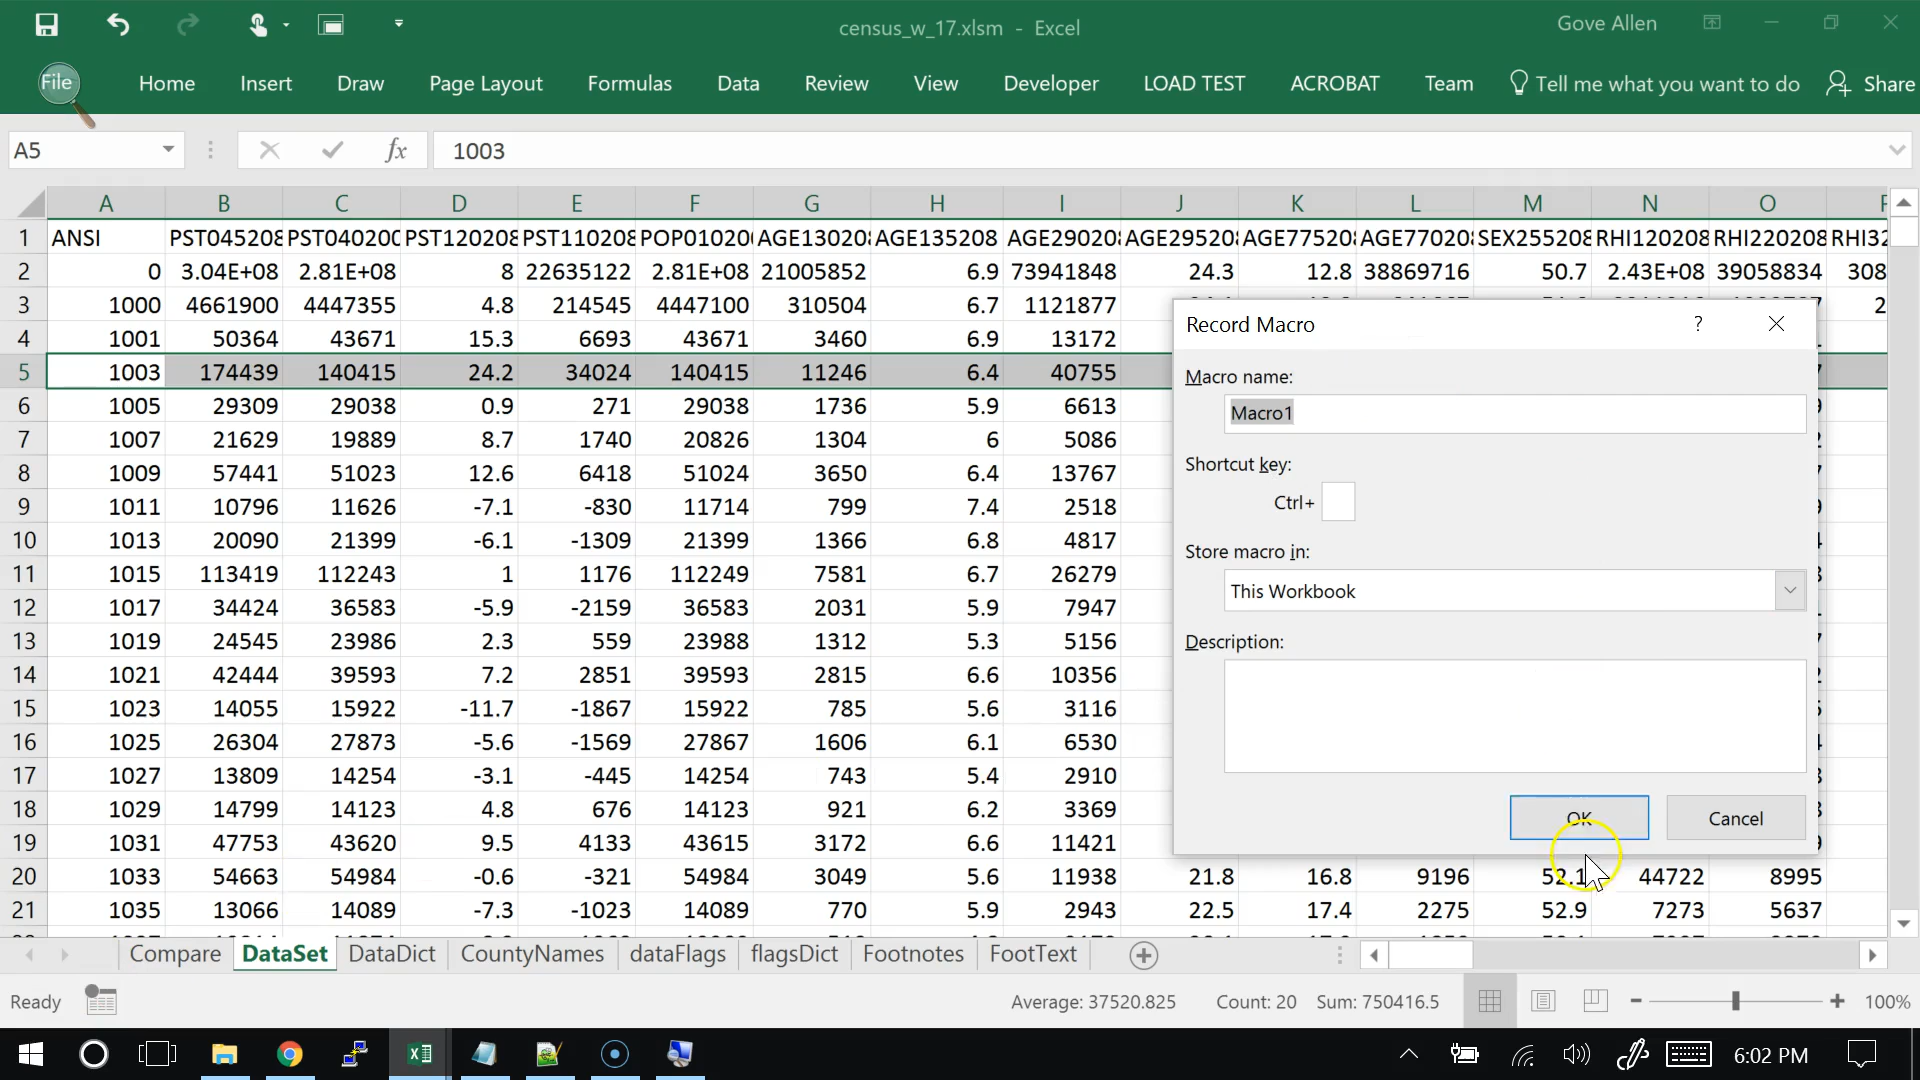 census_w_17.xlsm - Excel
Gove Allen
File Home Insert Draw Page Layout Formulas Data Review View Developer LOAD TEST ACROBAT Team Tell me what you want to do Share
A5 fx 1003
A B C D E F G H I J K L M N O
1 ANSI PST045208 PST040200 PST120208 PST110208 POP01020 AGE13020 AGE135208 AGE29020 AGE29520 AGE77520 AGE77020 SEX255208 RHI120208 RHI220208 RHI32
2 0 3.04E+08 2.81E+08 8 22635122 2.81E+08 21005852 6.9 73941848 24.3 12.8 38869716 50.7 2.43E+08 39058834 308
3 1000 4661900 4447355 4.8 214545 4447100 310504 6.7 1121877 2
4 1001 50364 43671 15.3 6693 43671 3460 6.9 13172
5 1003 174439 140415 24.2 34024 140415 11246 6.4 40755
6 1005 29309 29038 0.9 271 29038 1736 5.9 6613
7 1007 21629 19889 8.7 1740 20826 1304 6 5086
8 1009 57441 51023 12.6 6418 51024 3650 6.4 13767
9 1011 10796 11626 -7.1 -830 11714 799 7.4 2518
10 1013 20090 21399 -6.1 -1309 21399 1366 6.8 4817
11 1015 113419 112243 1 1176 112249 7581 6.7 26279
12 1017 34424 36583 -5.9 -2159 36583 2031 5.9 7947
13 1019 24545 23986 2.3 559 23988 1312 5.3 5156
14 1021 42444 39593 7.2 2851 39593 2815 6.6 10356
15 1023 14055 15922 -11.7 -1867 15922 785 5.6 3116
16 1025 26304 27873 -5.6 -1569 27867 1606 6.1 6530
17 1027 13809 14254 -3.1 -445 14254 743 5.4 2910
18 1029 14799 14123 4.8 676 14123 921 6.2 3369
19 1031 47753 43620 9.5 4133 43615 3172 6.6 11421
20 1033 54663 54984 -0.6 -321 54984 3049 5.6 11938 21.8 16.8 9196 52.1 44722 8995
21 1035 13066 14089 -7.3 -1023 14089 770 5.9 2943 22.5 17.4 2275 52.9 7273 5637
Record Macro ?
Macro name:
Macro1
Shortcut key:
Ctrl+
Store macro in:
This Workbook
Description:
OK Cancel
Compare DataSet DataDict CountyNames dataFlags flagsDict Footnotes FootText
Ready Average: 37520.825 Count: 20 Sum: 750416.5 100%
6:02 PM